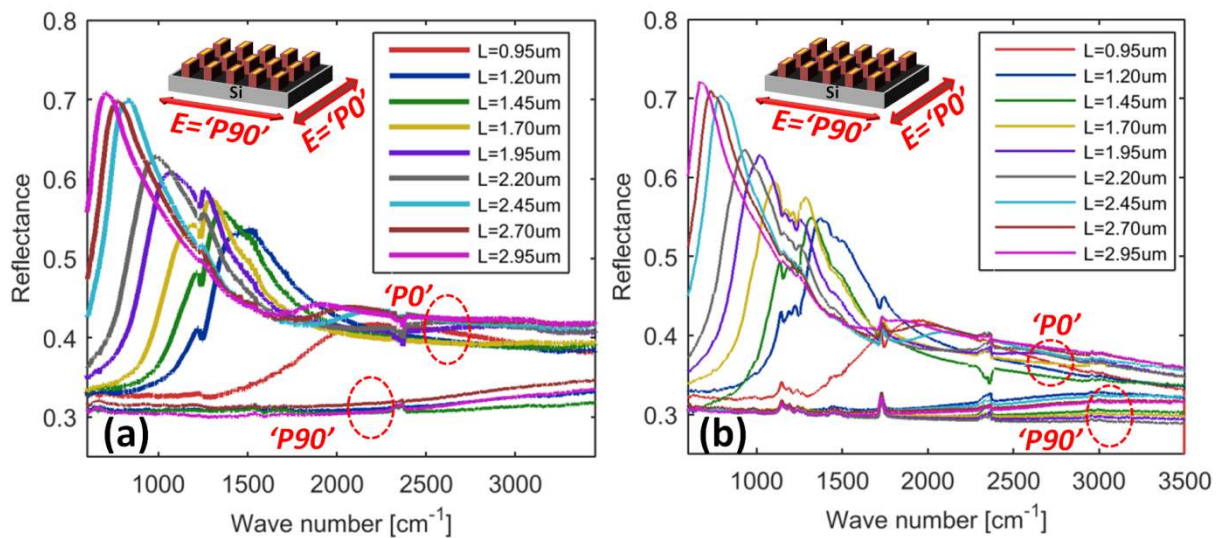 0.8
0.7
0.6
0.5
0.4
0.3
Reflectance
Si
E='P90'
E='P0'
L=0.95um
L=1.20um
L=1.45um
L=1.70um
L=1.95um
L=2.20um
L=2.45um
L=2.70um
L=2.95um
'P0'
'P90'
(a)
1000 1500 2000 2500 3000
Wave number [cm⁻¹]
0.8
0.7
0.6
0.5
0.4
0.3
Reflectance
Si
E='P90'
E='P0'
L=0.95um
L=1.20um
L=1.45um
L=1.70um
L=1.95um
L=2.20um
L=2.45um
L=2.70um
L=2.95um
'P0'
'P90'
(b)
1000 1500 2000 2500 3000 3500
Wave number [cm⁻¹]